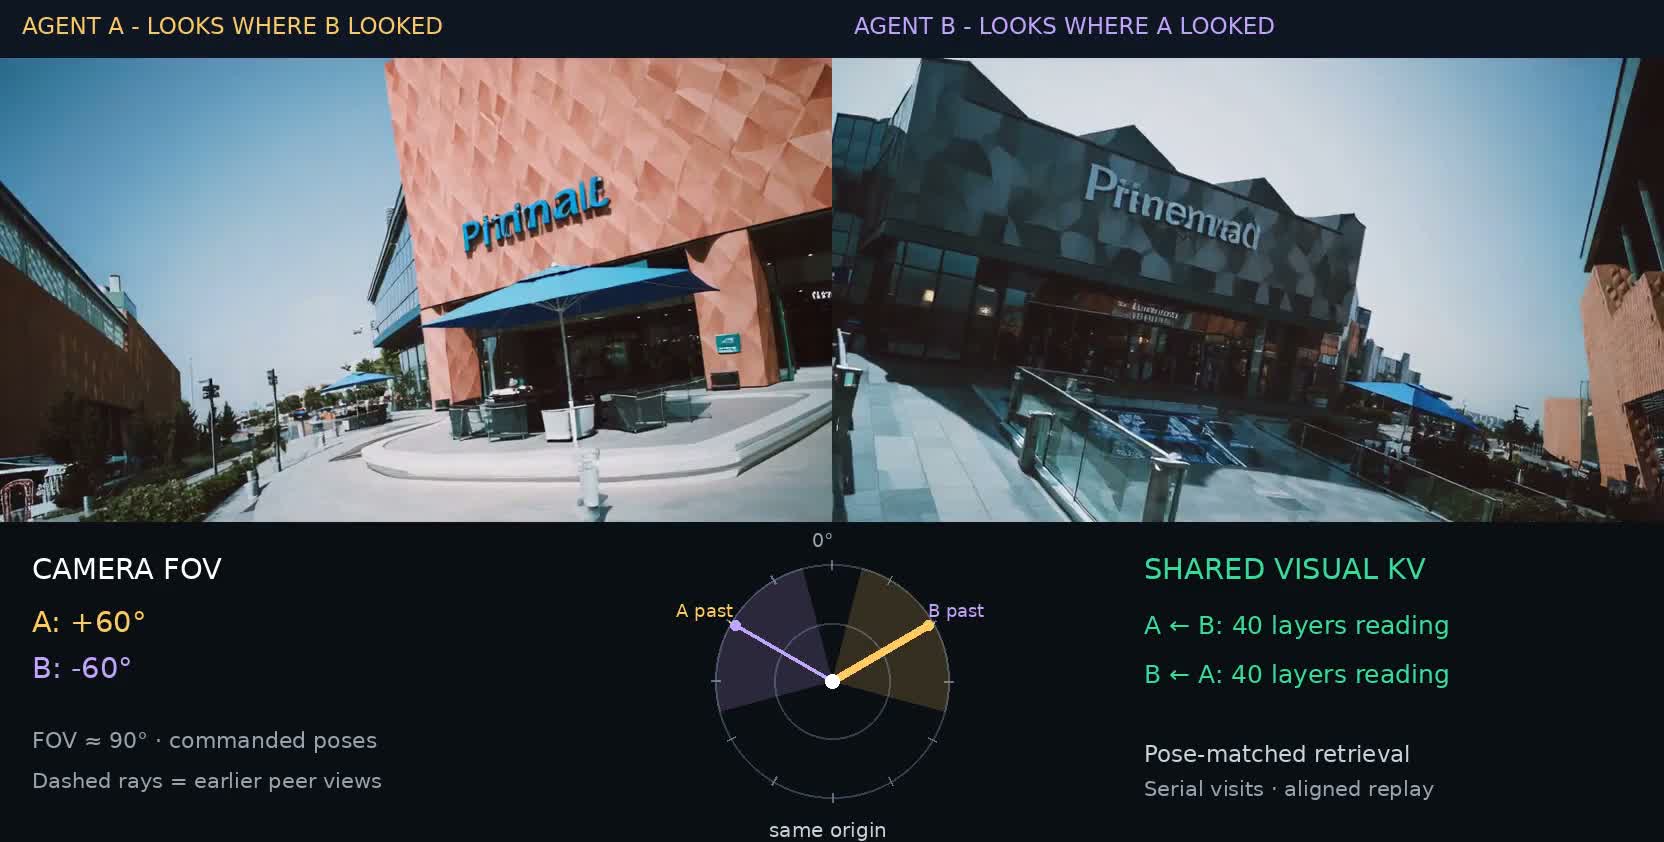 AGENT A - LOOKS WHERE B LOOKED
AGENT B - LOOKS WHERE A LOOKED
Piinemrad
CAMERA FOV
A: +60°
B: -60°
FOV ≈ 90° · commanded poses
Dashed rays = earlier peer views
0°
A past
B past
same origin
SHARED VISUAL KV
A ← B: 40 layers reading
B ← A: 40 layers reading
Pose-matched retrieval
Serial visits · aligned replay